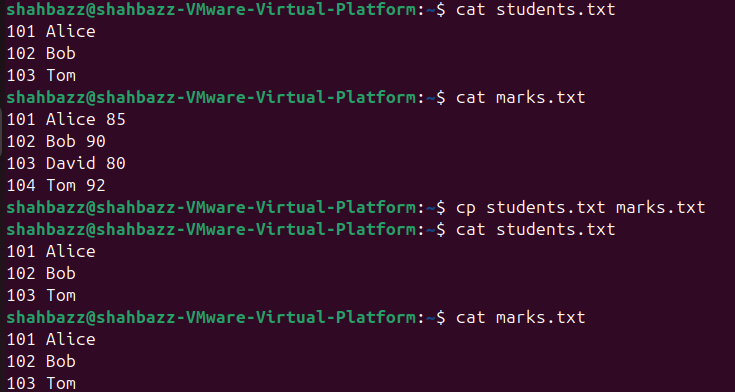 shahbazz@shahbazz-VMware-Virtual-Platform:~$ cat students.txt
101 Alice
102 Bob
103 Tom
shahbazz@shahbazz-VMware-Virtual-Platform:~$ cat marks.txt
101 Alice 85
102 Bob 90
103 David 80
104 Tom 92
shahbazz@shahbazz-VMware-Virtual-Platform:~$ cp students.txt marks.txt
shahbazz@shahbazz-VMware-Virtual-Platform:~$ cat students.txt
101 Alice
102 Bob
103 Tom
shahbazz@shahbazz-VMware-Virtual-Platform:~$ cat marks.txt
101 Alice
102 Bob
103 Tom